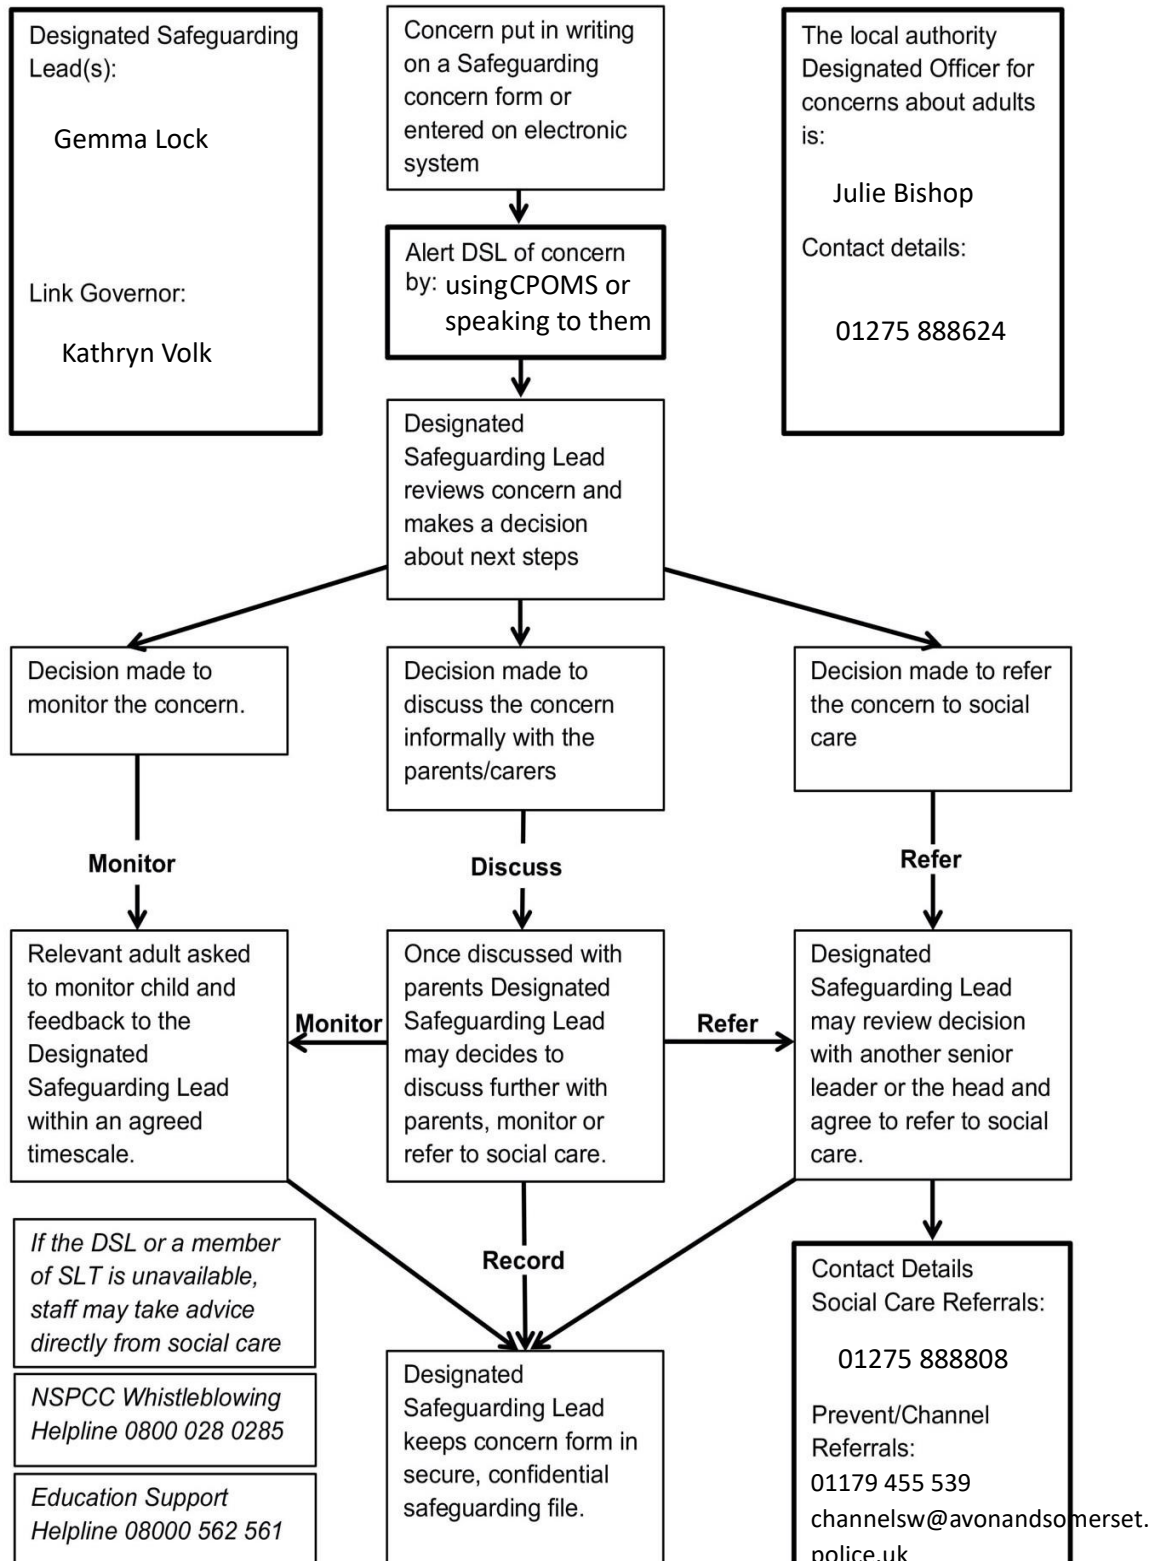 Designated Safeguarding
Lead(s):
Gemma Lock
Link Governor:
Kathryn Volk
Concern put in writing
on a Safeguarding
concern form or
entered on electronic
system
The local authority
Designated Officer for
concerns about adults
is:
Julie Bishop
Contact details:
01275 888624
Alert DSL of concern
by: using CPOMS or
speaking to them
Designated
Safeguarding Lead
reviews concern and
makes a decision
about next steps
Decision made to
monitor the concern.
Decision made to
discuss the concern
informally with the
parents/carers
Decision made to refer
the concern to social
care
Monitor
Discuss
Refer
Relevant adult asked
to monitor child and
feedback to the
Designated
Safeguarding Lead
within an agreed
timescale.
Monitor
Once discussed with
parents Designated
Safeguarding Lead
may decides to
discuss further with
parents, monitor or
refer to social care.
Refer
Designated
Safeguarding Lead
may review decision
with another senior
leader or the head and
agree to refer to social
care.
If the DSL or a member
of SLT is unavailable,
staff may take advice
directly from social care
NSPCC Whistleblowing
Helpline 0800 028 0285
Education Support
Helpline 08000 562 561
Record
Designated
Safeguarding Lead
keeps concern form in
secure, confidential
safeguarding file.
Contact Details
Social Care Referrals:
01275 888808
Prevent/Channel
Referrals:
01179 455 539
channelsw@avonandsomerset.
police.uk